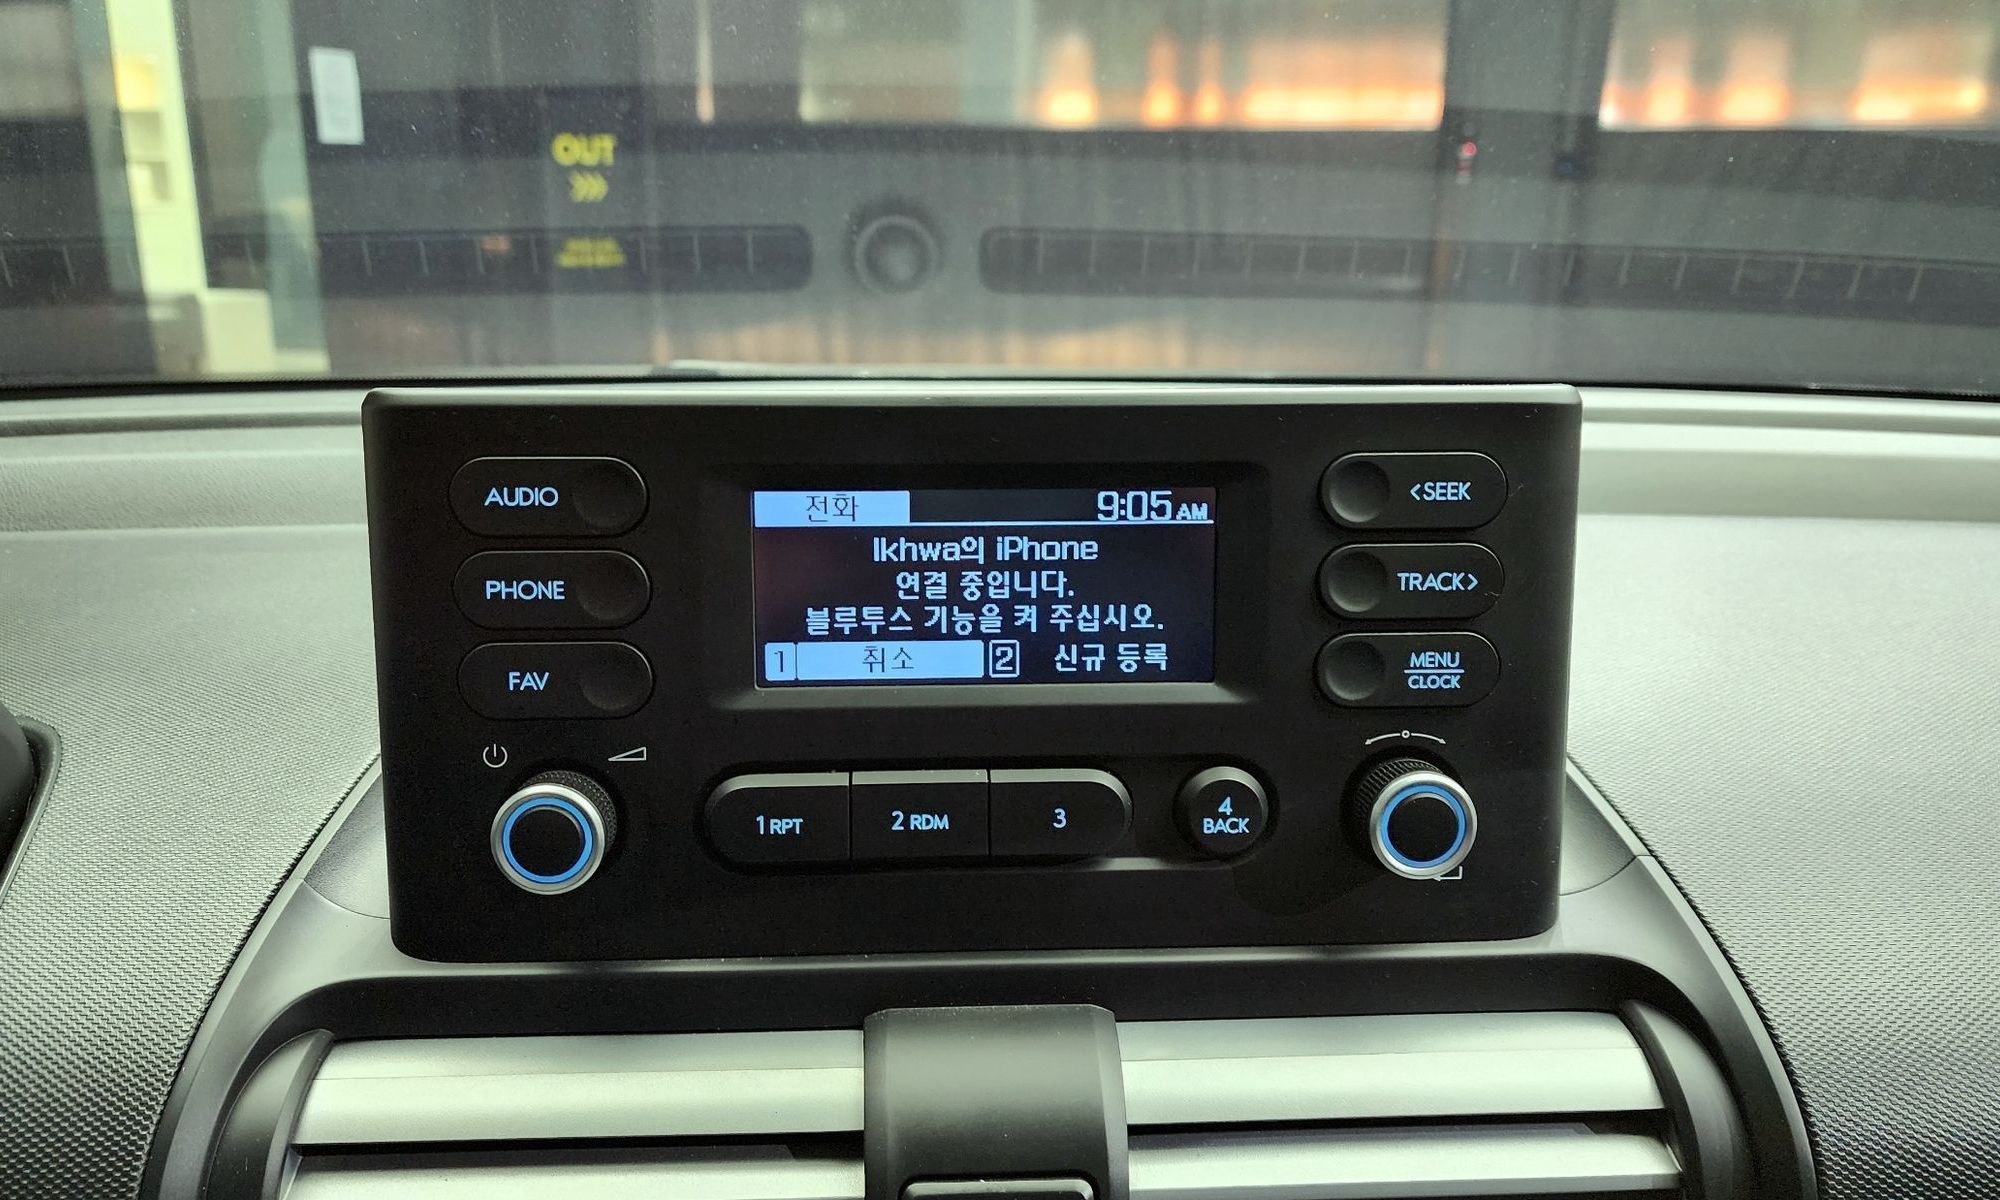 OUT
>>>
AUDIO
PHONE
FAV
전화 9:05 AM
Ikhwa의 iPhone
연결 중입니다.
블루투스 기능을 켜 주십시오.
1 취소 2 신규 등록
<SEEK
TRACK>
MENU
CLOCK
1 RPT
2 RDM
3
4
BACK